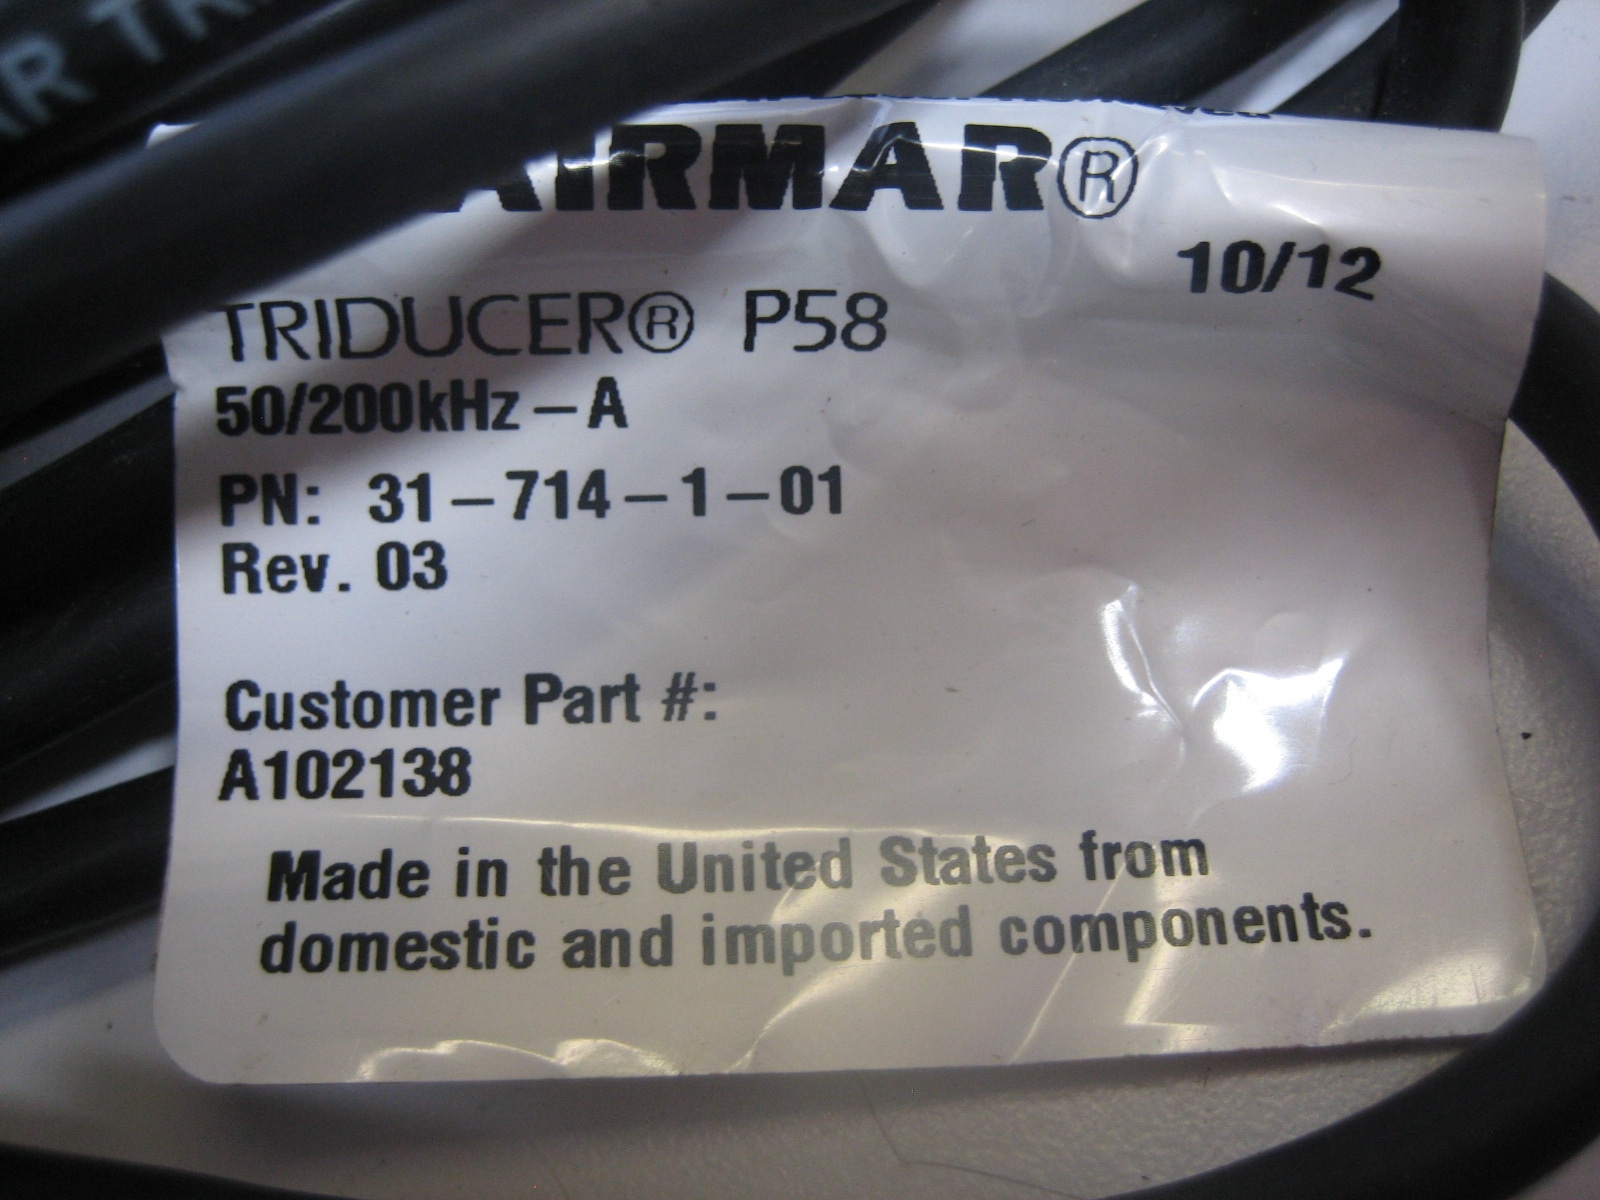 R TR
AIRMAR®
10/12
TRIDUCER® P58
50/200kHz – A
PN: 31 – 714 – 1 – 01
Rev. 03
Customer Part #:
A102138
Made in the United States from
domestic and imported components.